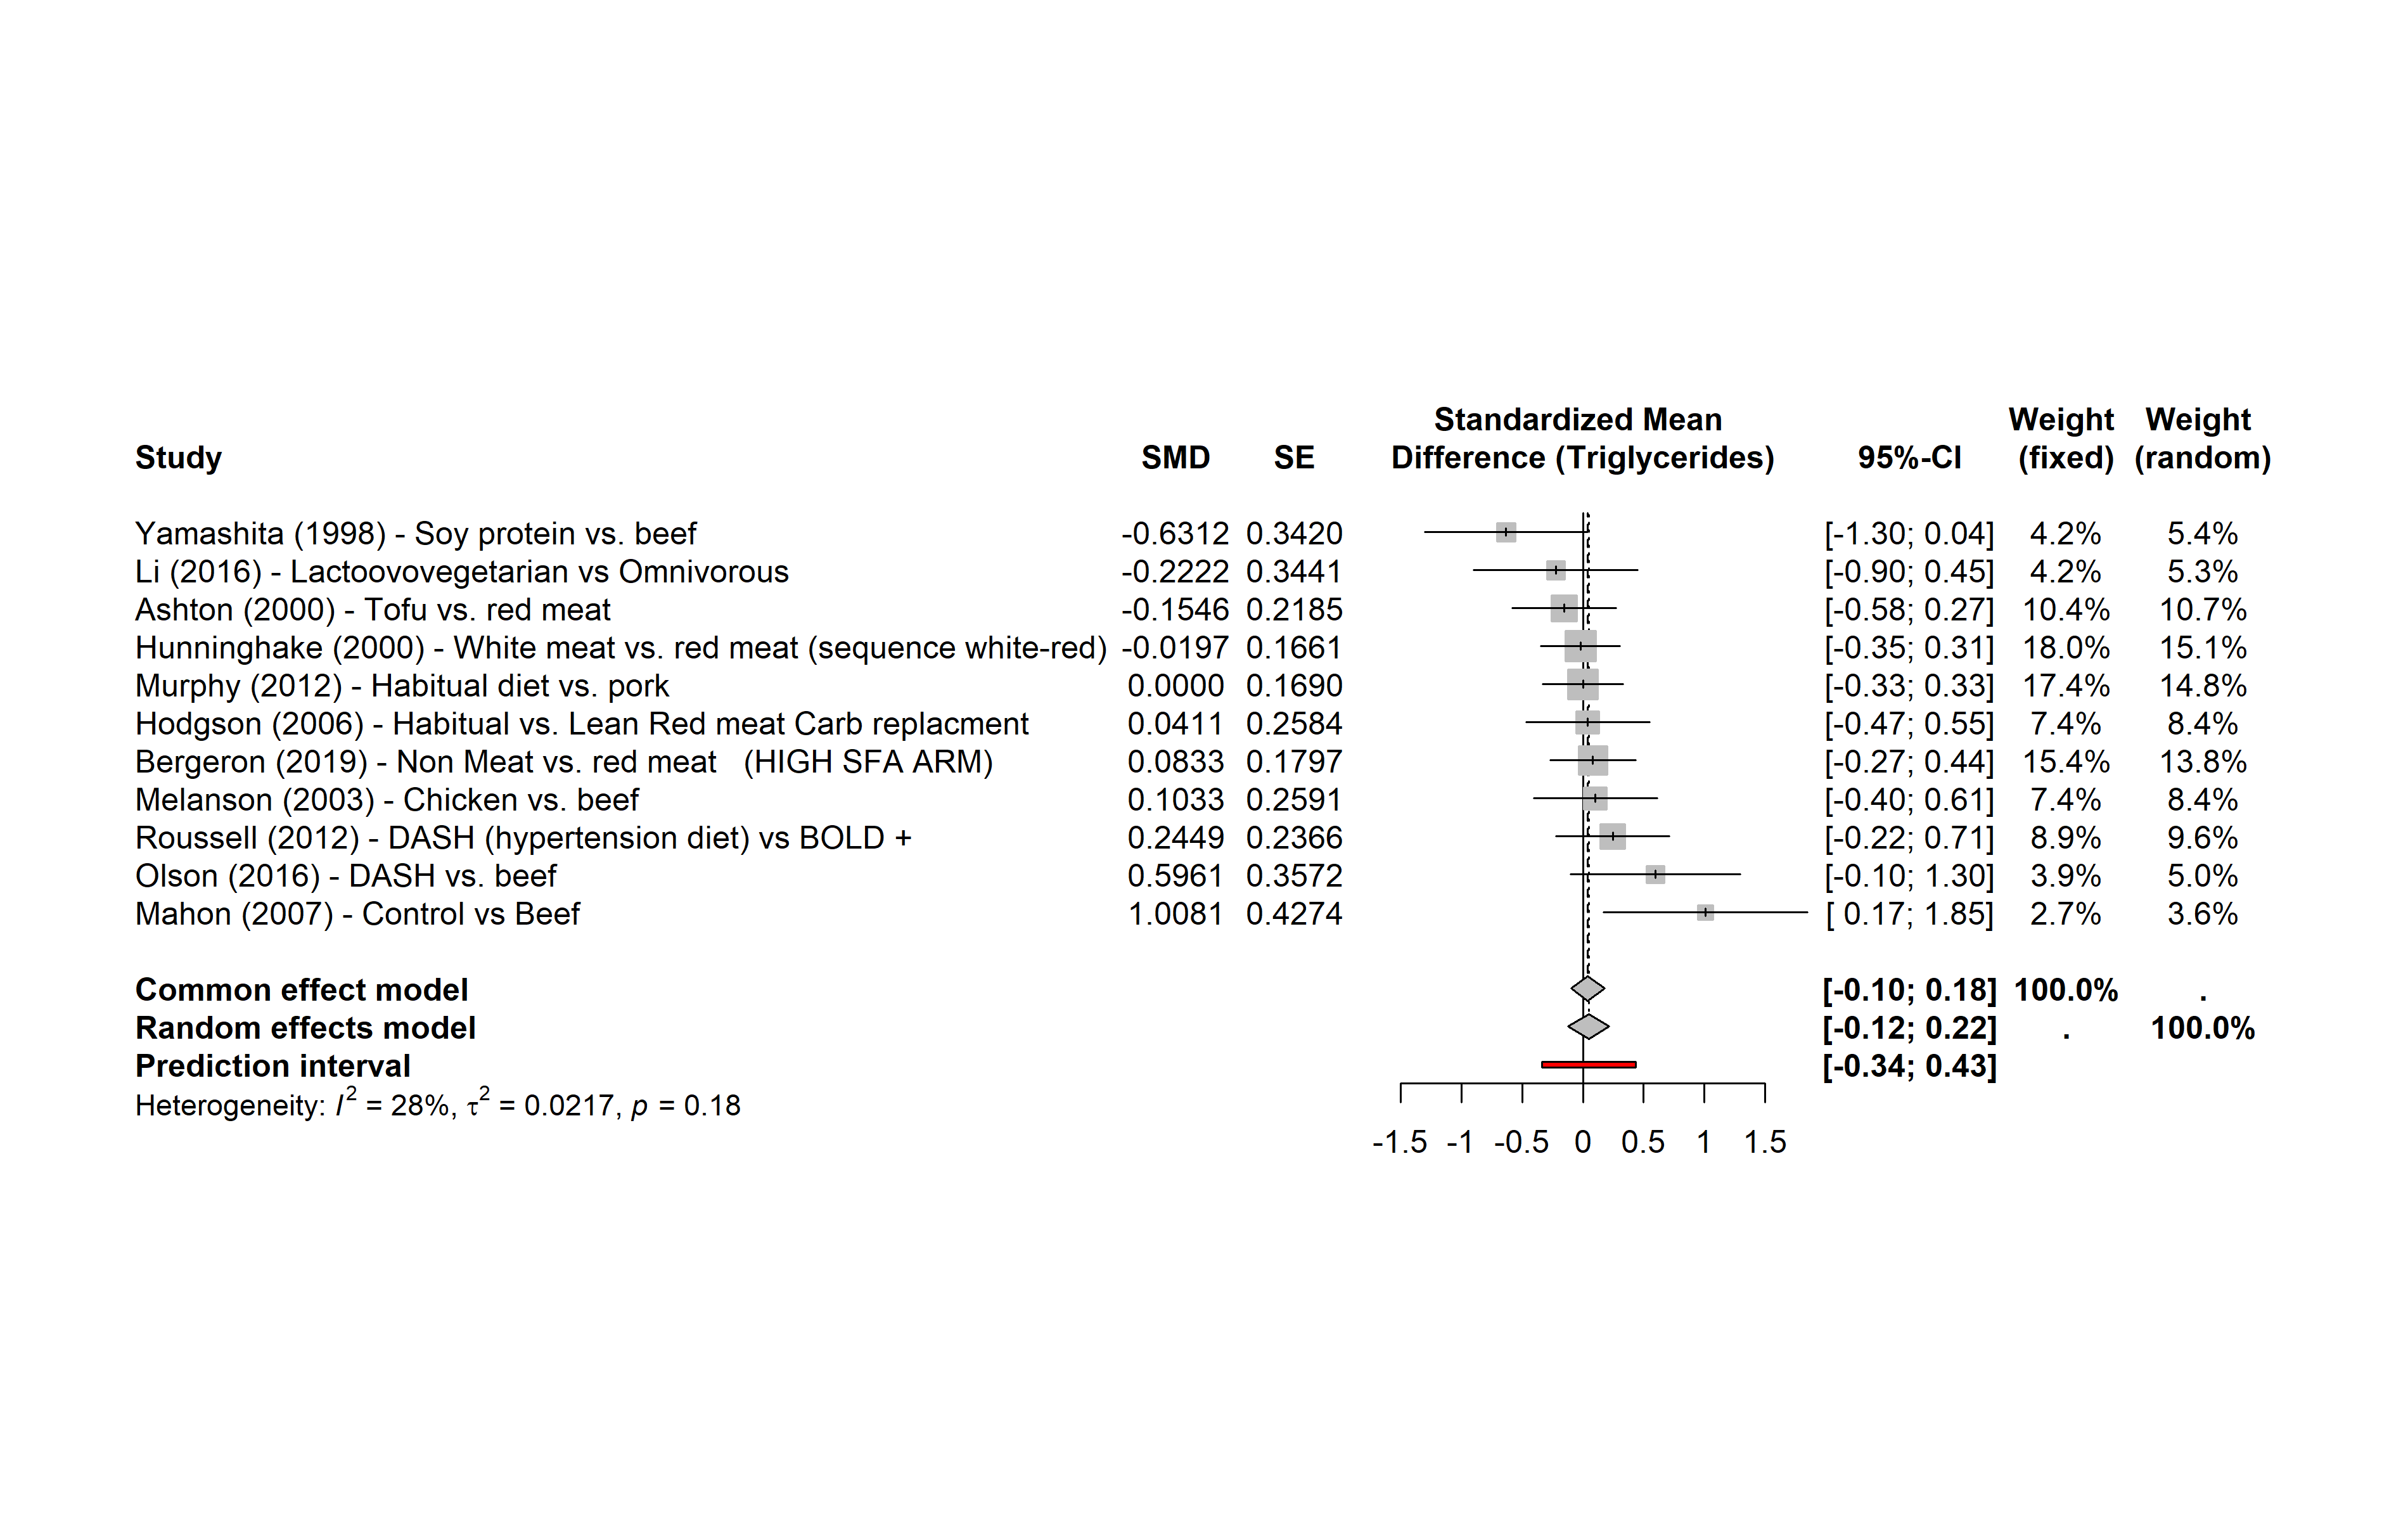 Standardized Mean Weight Weight
Study SMD SE Difference (Triglycerides) 95%-CI (fixed) (random)
Yamashita (1998) - Soy protein vs. beef -0.6312 0.3420 [-1.30; 0.04] 4.2% 5.4%
Li (2016) - Lactoovovegetarian vs Omnivorous -0.2222 0.3441 [-0.90; 0.45] 4.2% 5.3%
Ashton (2000) - Tofu vs. red meat -0.1546 0.2185 [-0.58; 0.27] 10.4% 10.7%
Hunninghake (2000) - White meat vs. red meat (sequence white-red) -0.0197 0.1661 [-0.35; 0.31] 18.0% 15.1%
Murphy (2012) - Habitual diet vs. pork 0.0000 0.1690 [-0.33; 0.33] 17.4% 14.8%
Hodgson (2006) - Habitual vs. Lean Red meat Carb replacment 0.0411 0.2584 [-0.47; 0.55] 7.4% 8.4%
Bergeron (2019) - Non Meat vs. red meat (HIGH SFA ARM) 0.0833 0.1797 [-0.27; 0.44] 15.4% 13.8%
Melanson (2003) - Chicken vs. beef 0.1033 0.2591 [-0.40; 0.61] 7.4% 8.4%
Roussell (2012) - DASH (hypertension diet) vs BOLD + 0.2449 0.2366 [-0.22; 0.71] 8.9% 9.6%
Olson (2016) - DASH vs. beef 0.5961 0.3572 [-0.10; 1.30] 3.9% 5.0%
Mahon (2007) - Control vs Beef 1.0081 0.4274 [ 0.17; 1.85] 2.7% 3.6%
Common effect model [-0.10; 0.18] 100.0% .
Random effects model [-0.12; 0.22] . 100.0%
Prediction interval [-0.34; 0.43]
Heterogeneity: I² = 28%, τ² = 0.0217, p = 0.18
-1.5 -1 -0.5 0 0.5 1 1.5